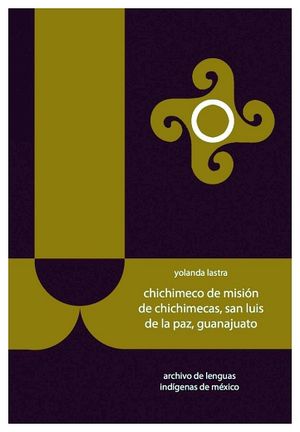 yolanda lastra
chichimeco de misión
de chichimecas, san luis
de la paz, guanajuato
archivo de lenguas
indígenas de méxico